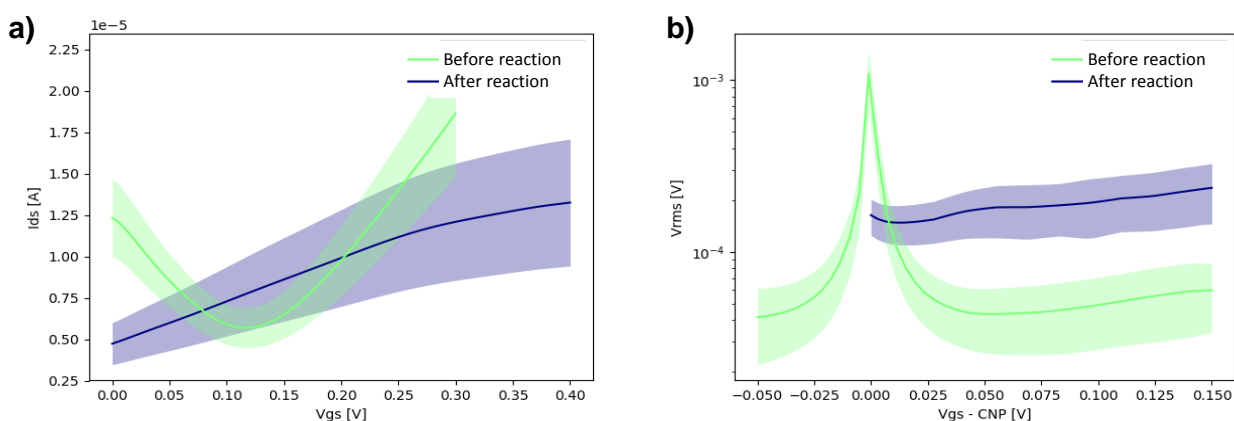 a)
1e−5
Ids [A]
2.25
2.00
1.75
1.50
1.25
1.00
0.75
0.50
0.25
0.00 0.05 0.10 0.15 0.20 0.25 0.30 0.35 0.40
Vgs [V]
Before reaction
After reaction
b)
Vrms [V]
10−3
10−4
−0.050 −0.025 0.000 0.025 0.050 0.075 0.100 0.125 0.150
Vgs - CNP [V]
Before reaction
After reaction